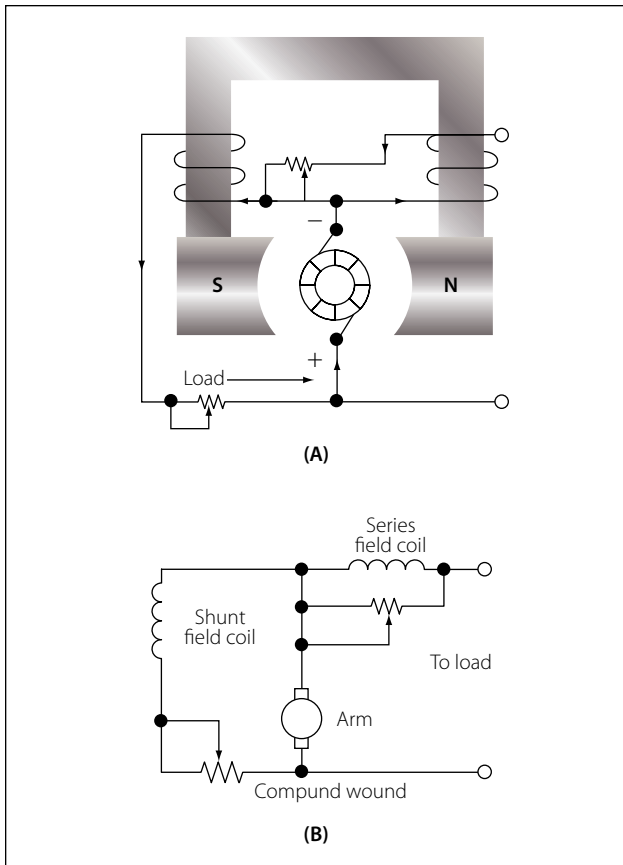 S
N
−
+
Load
(A)
Series
field coil
Shunt
field coil
To load
Arm
Compund wound
(B)